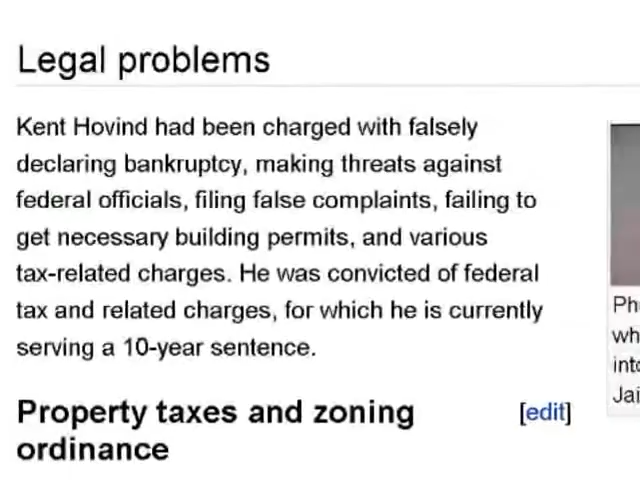 Legal problems
Kent Hovind had been charged with falsely
declaring bankruptcy, making threats against
federal officials, filing false complaints, failing to
get necessary building permits, and various
tax-related charges. He was convicted of federal
tax and related charges, for which he is currently
serving a 10-year sentence.
Property taxes and zoning [edit]
ordinance